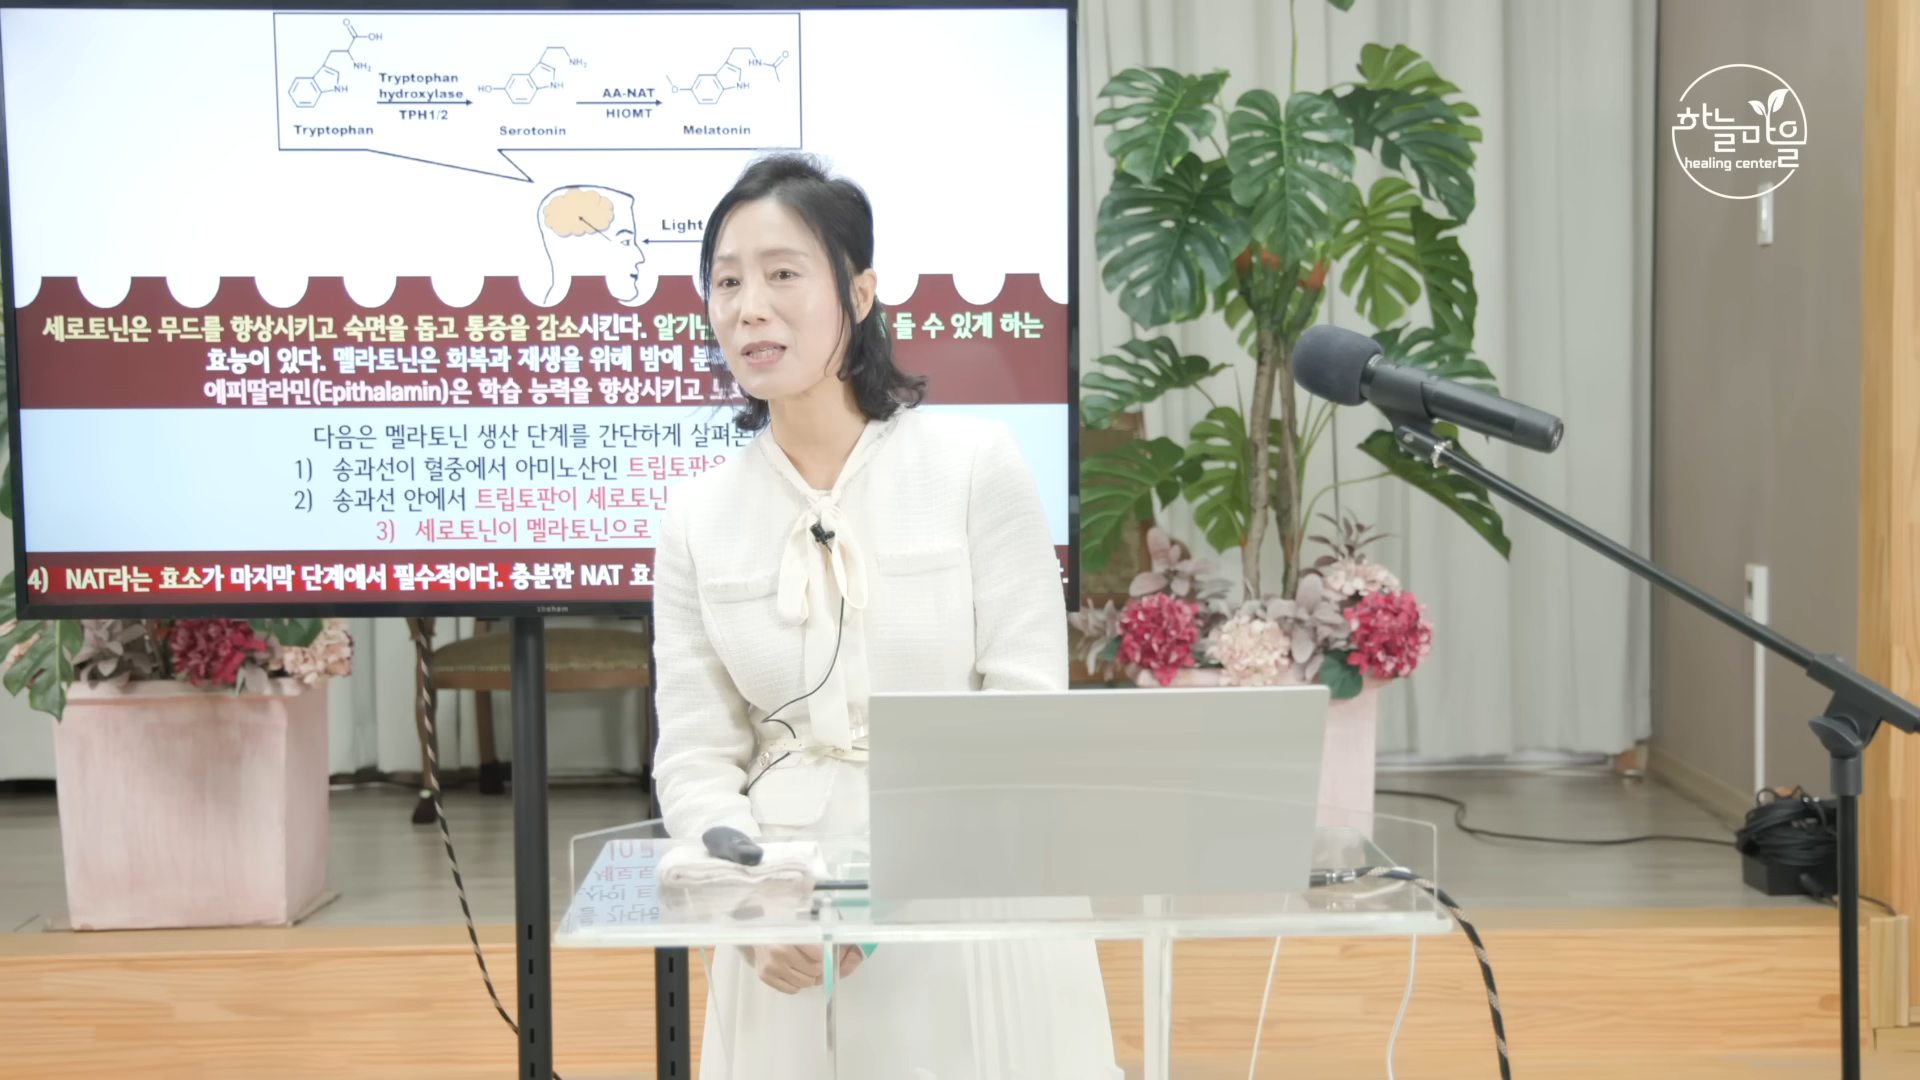 OH
NH₂
NH
Tryptophan
hydroxylase
TPH1/2
Tryptophan
HO
NH₂
NH
Serotonin
AA-NAT
HIOMT
O
HN
O
NH
Melatonin
Light
하늘마을
healing center
세로토닌은 무드를 향상시키고 숙면을 돕고 통증을 감소시킨다. 들 수 있게 하는
효능이 있다. 멜라토닌은 회복과 재생을 위해 밤에
에피딸라민(Epithalamin)은 학습 능력을 향상시키고
다음은 멜라토닌 생산 단계를 간단하게
1) 송과선이 혈중에서 아미노산인 트립토판을
2) 송과선 안에서 트립토판이 세로토닌
3) 세로토닌이 멜라토닌으로
4) NAT라는 효소가 마지막 단계에서 필수적이다. 충분한 NAT